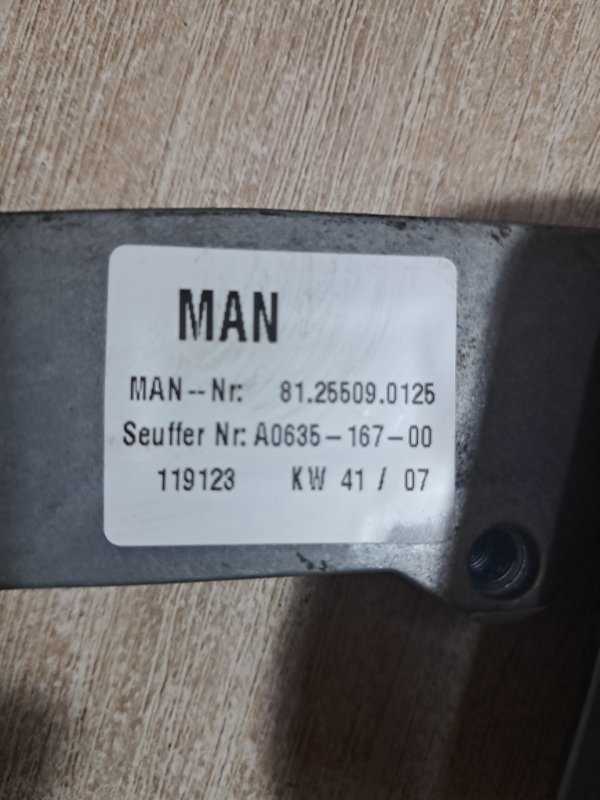 MAN
MAN--Nr: 81.25509.0125
Seuffer Nr: A0635-167-00
119123 KW 41 / 07